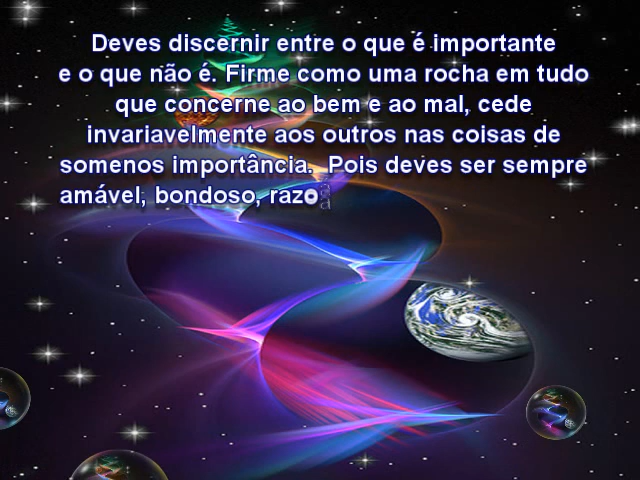 Deves discernir entre o que é importante
e o que não é. Firme como uma rocha em tudo
que concerne ao bem e ao mal, cede
invariavelmente aos outros nas coisas de
somenos importância. Pois deves ser sempre
amável, bondoso, razo